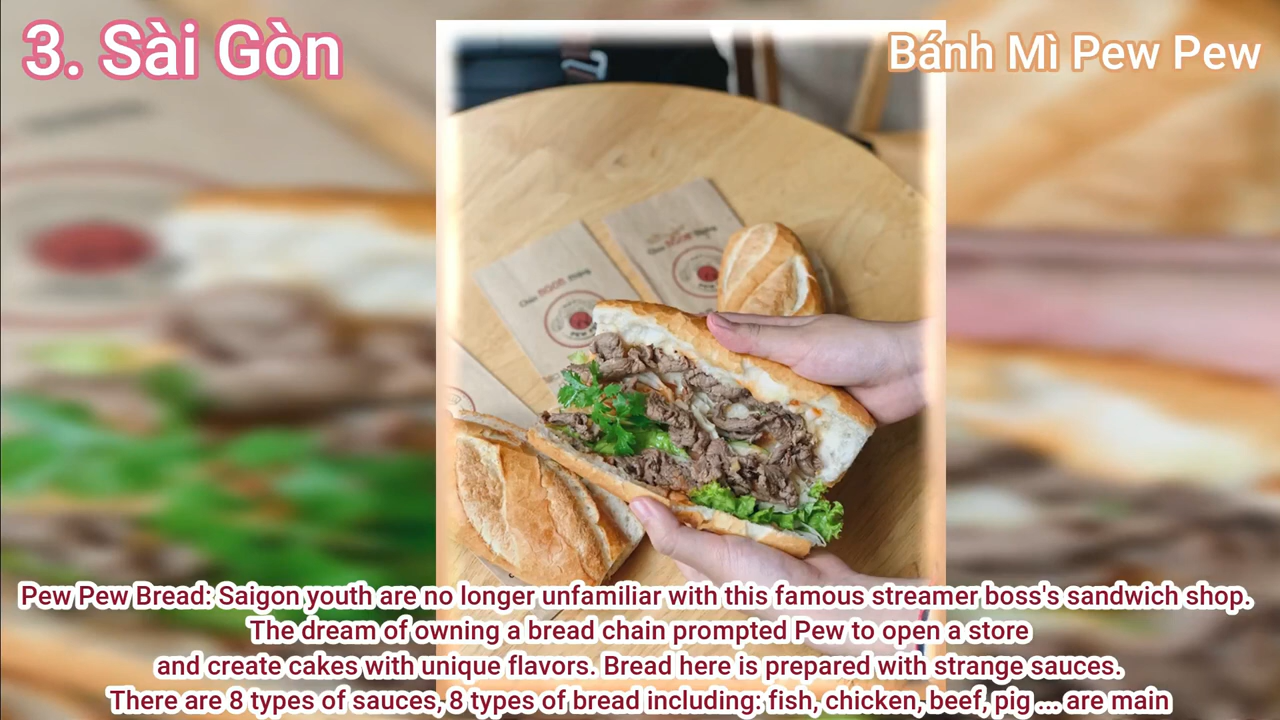 3. Sài Gòn
Bánh Mì Pew Pew
NGON
NGON
PEW
Pew Pew Bread: Saigon youth are no longer unfamiliar with this famous streamer boss's sandwich shop.
The dream of owning a bread chain prompted Pew to open a store
and create cakes with unique flavors. Bread here is prepared with strange sauces.
There are 8 types of sauces, 8 types of bread including: fish, chicken, beef, pig ... are main